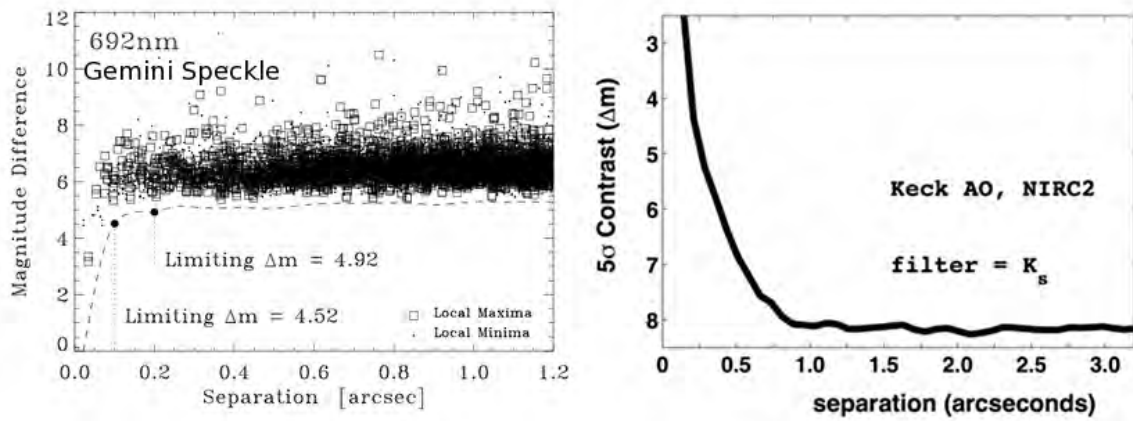 12
692nm
Gemini Speckle
10
8
6
4
2
0
Limiting Δm = 4.92
Limiting Δm = 4.52
□ Local Maxima
· Local Minima
0.0 0.2 0.4 0.6 0.8 1.0 1.2
Separation [arcsec]
Magnitude Difference
3
4
5
6
7
8
Keck AO, NIRC2
filter = Kₛ
0 0.5 1.0 1.5 2.0 2.5 3.0
separation (arcseconds)
5σ Contrast (Δm)